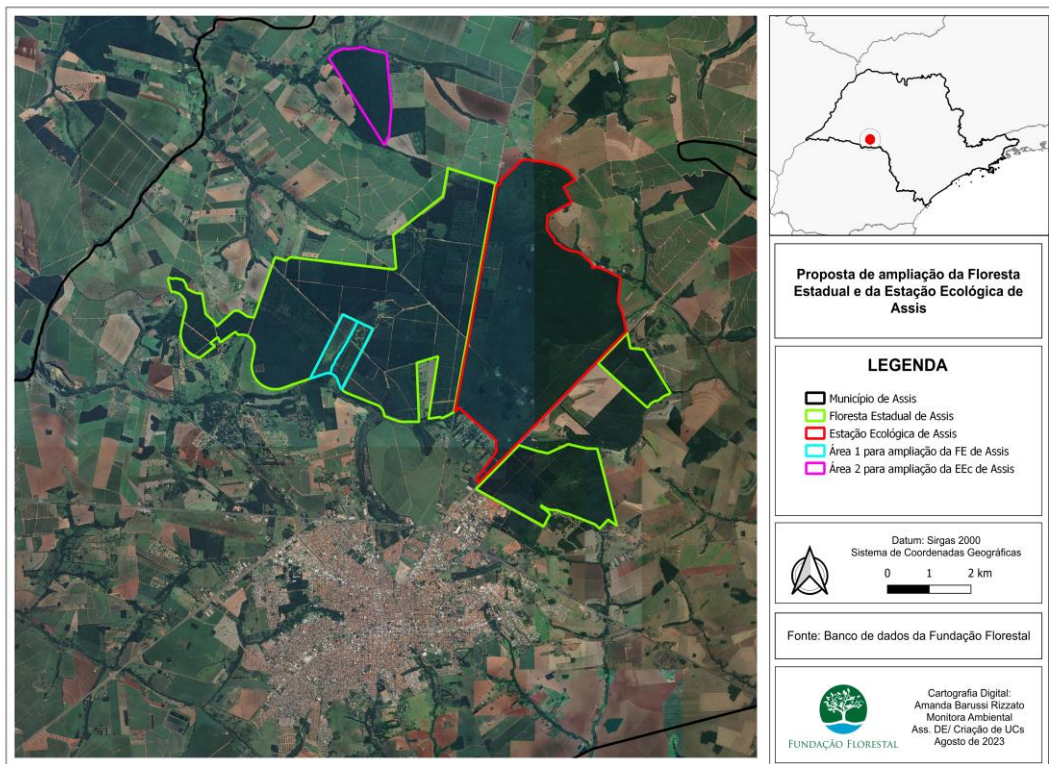 Proposta de ampliação da Floresta
Estadual e da Estação Ecológica de
Assis
LEGENDA
Município de Assis
Floresta Estadual de Assis
Estação Ecológica de Assis
Área 1 para ampliação da FE de Assis
Área 2 para ampliação da EEc de Assis
Datum: Sirgas 2000
Sistema de Coordenadas Geográficas
0 1 2 km
Fonte: Banco de dados da Fundação Florestal
FUNDAÇÃO FLORESTAL
Cartografia Digital:
Amanda Barussi Rizzato
Monitora Ambiental
Ass. DE/ Criação de UCs
Agosto de 2023